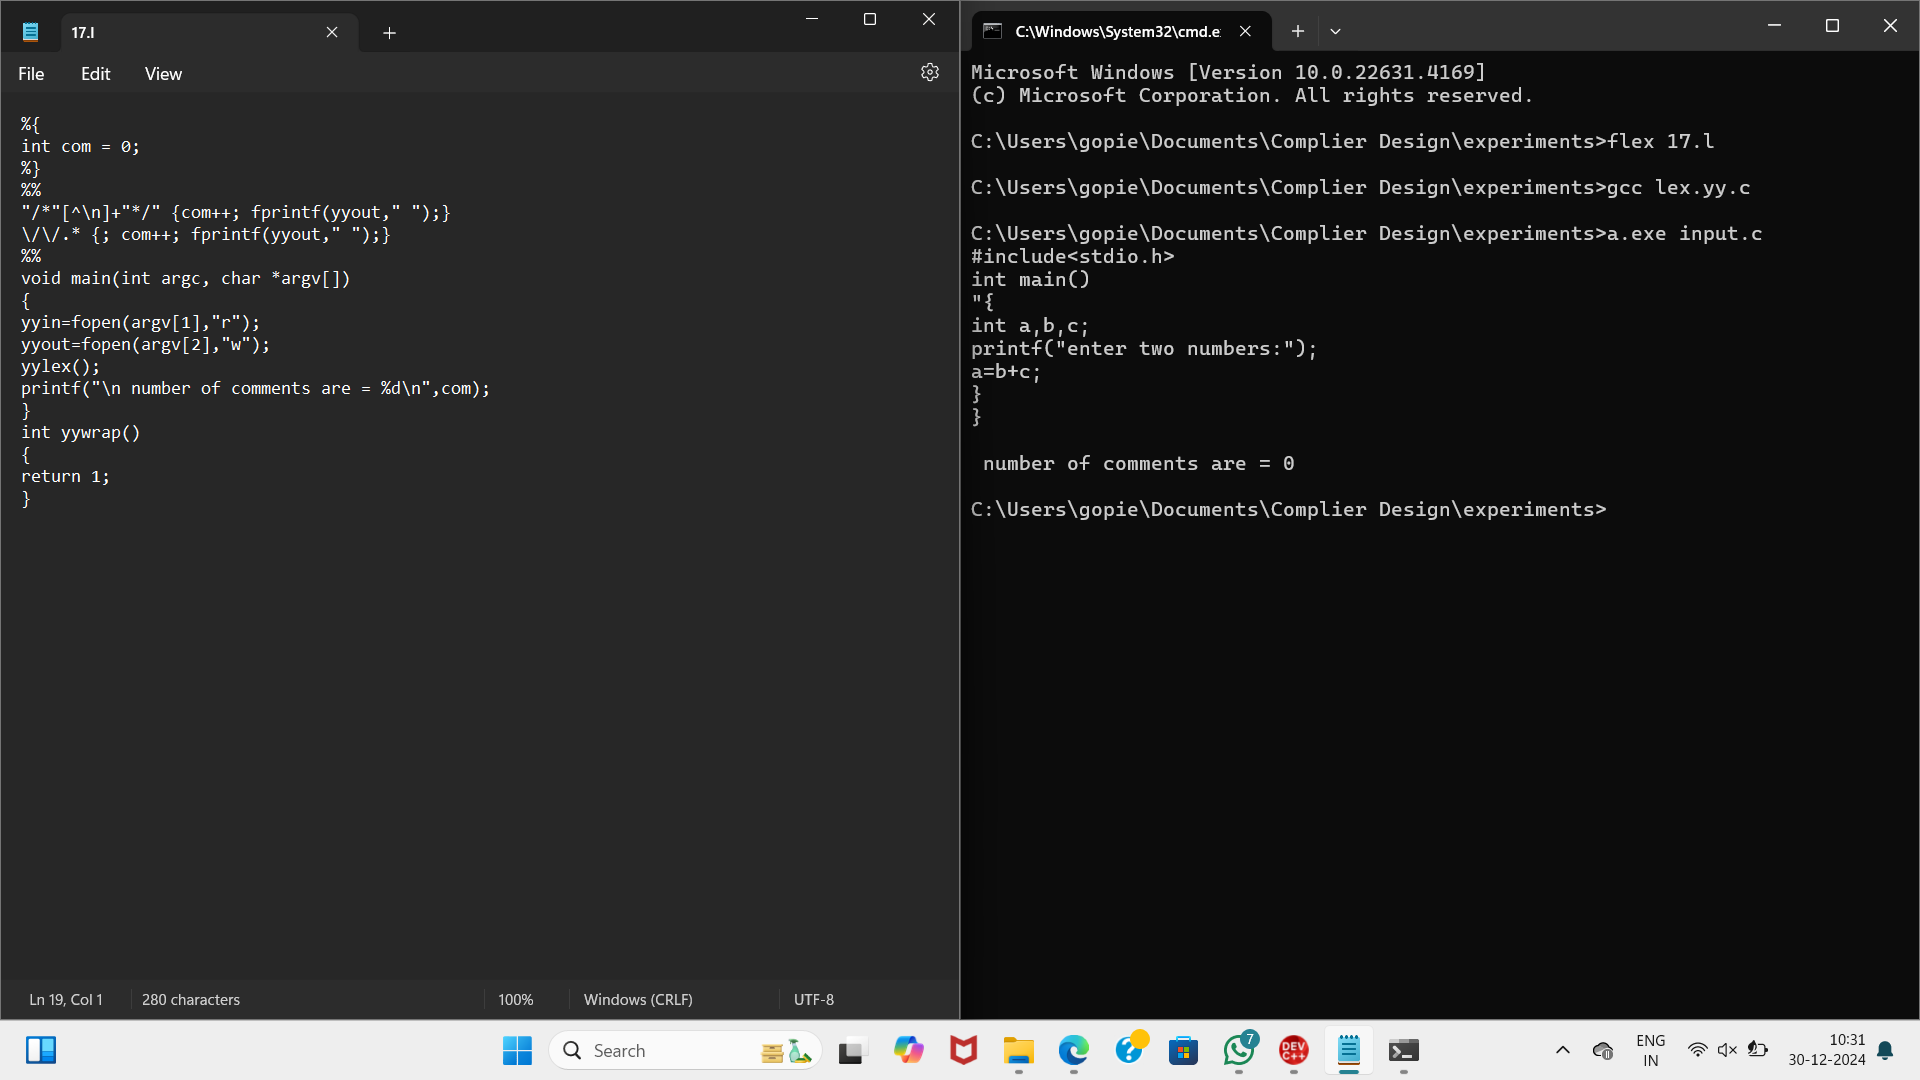 17.l
File Edit View
%{
int com = 0;
%}
%%
"/*"[^\n]+"*/" {com++; fprintf(yyout," ");}
\/\/.* {; com++; fprintf(yyout," ");}
%%
void main(int argc, char *argv[])
{
yyin=fopen(argv[1],"r");
yyout=fopen(argv[2],"w");
yylex();
printf("\n number of comments are = %d\n",com);
}
int yywrap()
{
return 1;
}
Ln 19, Col 1 280 characters 100% Windows (CRLF) UTF-8
C:\Windows\System32\cmd.e
Microsoft Windows [Version 10.0.22631.4169]
(c) Microsoft Corporation. All rights reserved.
C:\Users\gopie\Documents\Complier Design\experiments>flex 17.l
C:\Users\gopie\Documents\Complier Design\experiments>gcc lex.yy.c
C:\Users\gopie\Documents\Complier Design\experiments>a.exe input.c
#include<stdio.h>
int main()
"{
int a,b,c;
printf("enter two numbers:");
a=b+c;
}
}
number of comments are = 0
C:\Users\gopie\Documents\Complier Design\experiments>
Search
7
DEV
C++
ENG
IN
10:31
30-12-2024